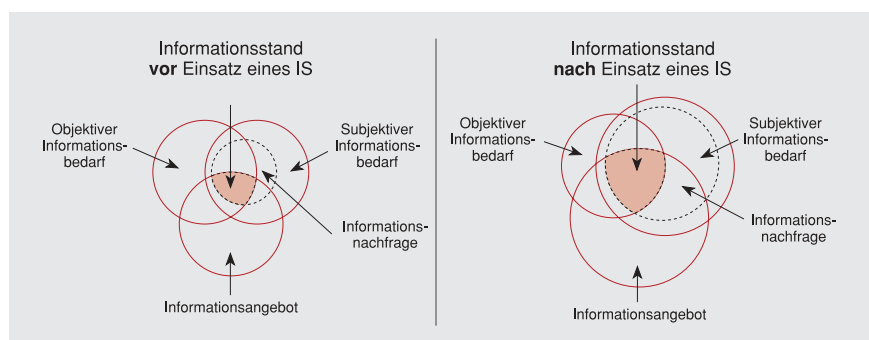 Informationsstand
vor Einsatz eines IS
Objektiver
Informations-
bedarf
Subjektiver
Informations-
bedarf
Informations-
nachfrage
Informationsangebot
Informationsstand
nach Einsatz eines IS
Objektiver
Informations-
bedarf
Subjektiver
Informations-
bedarf
Informations-
nachfrage
Informationsangebot